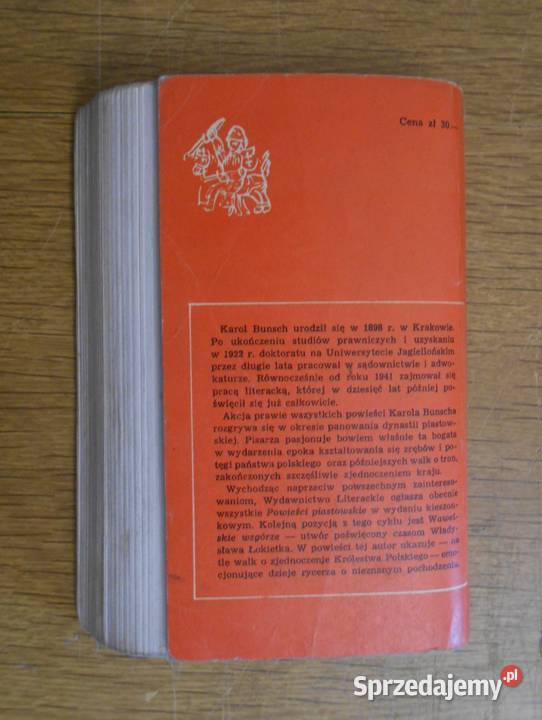 Cena zł 30.—
Karol Bunsch urodził się w 1898 r. w Krakowie.
Po ukończeniu studiów prawniczych i uzyskaniu
w 1922 r. doktoratu na Uniwersytecie Jagiellońskim
przez długie lata pracował w sądownictwie i adwo-
katurze. Równocześnie od roku 1941 zajmował się
pracą literacką, której w dziesięć lat później po-
święcił się już całkowicie.
Akcja prawie wszystkich powieści Karola Bunscha
rozgrywa się w okresie panowania dynastii piastow-
skiej. Pisarza pasjonuje bowiem właśnie ta bogata
w wydarzenia epoka kształtowania się zrębów i po-
tęgi państwa polskiego oraz późniejszych walk o tron,
zakończonych szczęśliwie zjednoczeniem kraju.
Wychodząc naprzeciw powszechnym zaintereso-
waniom, Wydawnictwo Literackie ogłasza obecnie
wszystkie Powieści piastowskie w wydaniu kieszon-
kowym. Kolejną pozycją z tego cyklu jest Wawel-
skie wzgórze — utwór poświęcony czasom Włady-
sława Łokietka. W powieści tej autor ukazuje — na
tle walk o zjednoczenie Królestwa Polskiego — emo-
cjonujące dzieje rycerza o nieznanym pochodzeniu.
Sprzedajemy.pl